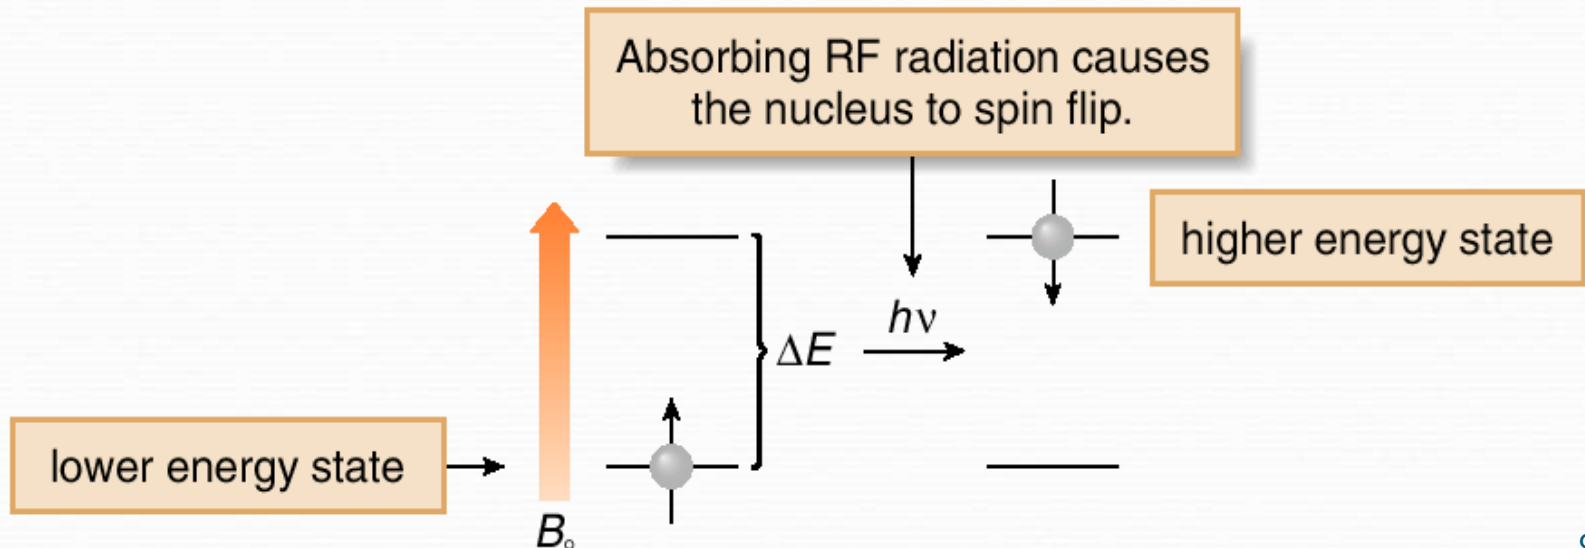 Absorbing RF radiation causes
the nucleus to spin flip.
higher energy state
hν
ΔE
lower energy state
B₀